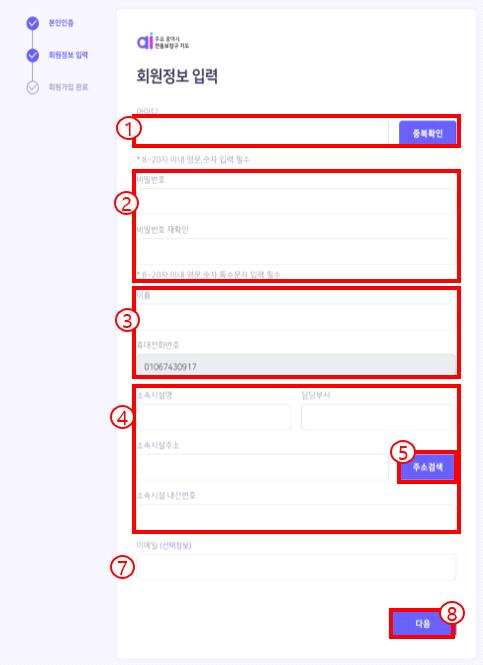 본인인증
회원정보 입력
회원가입 완료
ai 주요 광역시
전동보장구 지도
회원정보 입력
아이디
① 중복확인
* 8~20자 이내 영문,숫자 입력 필수
비밀번호
②
비밀번호 재확인
* 8~20자 이내 영문,숫자,특수문자 입력 필수
이름
③
휴대전화번호
01067430917
소속시설명 담당부서
④
소속시설주소
⑤
주소검색
소속시설 내선번호
이메일 (선택정보)
⑦
⑧
다음